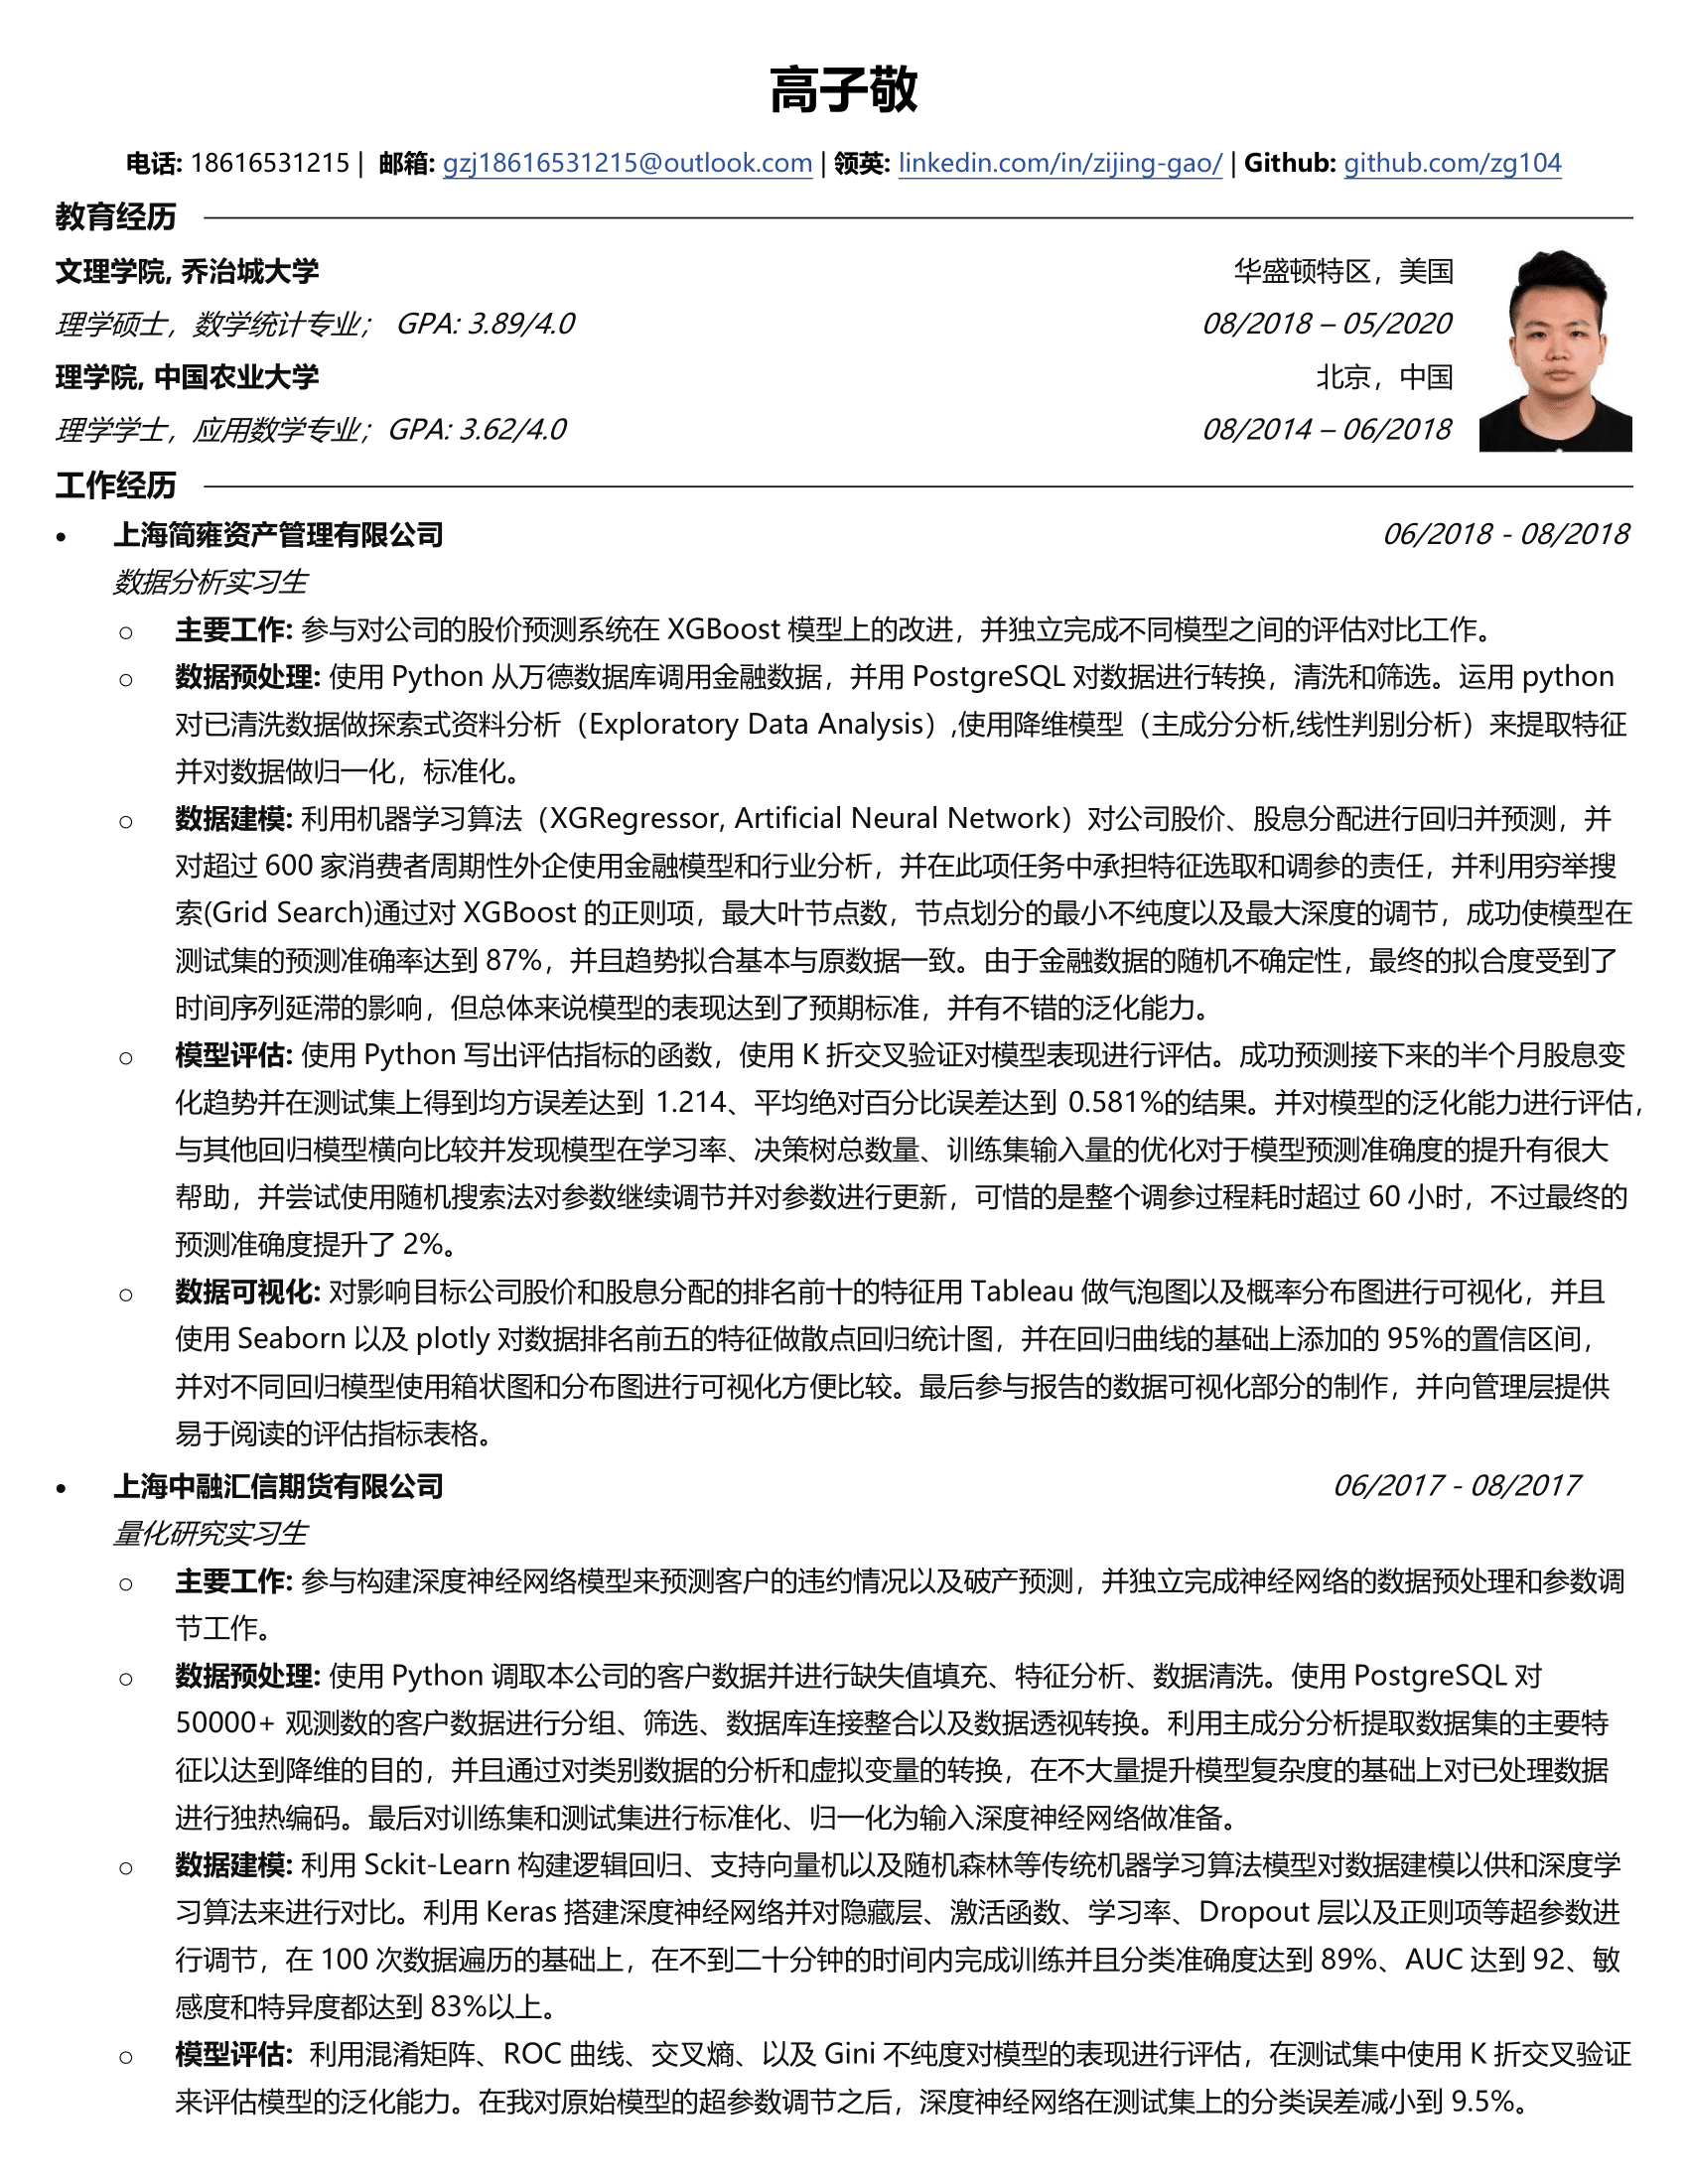 高子敬
电话: 18616531215 | 邮箱: gzj18616531215@outlook.com | 领英: linkedin.com/in/zijing-gao/ | Github: github.com/zg104
教育经历
文理学院, 乔治城大学 华盛顿特区，美国
理学硕士，数学统计专业； GPA: 3.89/4.0 08/2018 – 05/2020
理学院, 中国农业大学 北京，中国
理学学士，应用数学专业；GPA: 3.62/4.0 08/2014 – 06/2018
工作经历
• 上海简雍资产管理有限公司 06/2018 - 08/2018
数据分析实习生
○ 主要工作: 参与对公司的股价预测系统在 XGBoost 模型上的改进，并独立完成不同模型之间的评估对比工作。
○ 数据预处理: 使用 Python 从万德数据库调用金融数据，并用 PostgreSQL 对数据进行转换，清洗和筛选。运用 python
对已清洗数据做探索式资料分析（Exploratory Data Analysis）,使用降维模型（主成分分析,线性判别分析）来提取特征
并对数据做归一化，标准化。
○ 数据建模: 利用机器学习算法（XGRegressor, Artificial Neural Network）对公司股价、股息分配进行回归并预测，并
对超过 600 家消费者周期性外企使用金融模型和行业分析，并在此项任务中承担特征选取和调参的责任，并利用穷举搜
索(Grid Search)通过对 XGBoost 的正则项，最大叶节点数，节点划分的最小不纯度以及最大深度的调节，成功使模型在
测试集的预测准确率达到 87%，并且趋势拟合基本与原数据一致。由于金融数据的随机不确定性，最终的拟合度受到了
时间序列延滞的影响，但总体来说模型的表现达到了预期标准，并有不错的泛化能力。
○ 模型评估: 使用 Python 写出评估指标的函数，使用 K 折交叉验证对模型表现进行评估。成功预测接下来的半个月股息变
化趋势并在测试集上得到均方误差达到 1.214、平均绝对百分比误差达到 0.581%的结果。并对模型的泛化能力进行评估，
与其他回归模型横向比较并发现模型在学习率、决策树总数量、训练集输入量的优化对于模型预测准确度的提升有很大
帮助，并尝试使用随机搜索法对参数继续调节并对参数进行更新，可惜的是整个调参过程耗时超过 60 小时，不过最终的
预测准确度提升了 2%。
○ 数据可视化: 对影响目标公司股价和股息分配的排名前十的特征用 Tableau 做气泡图以及概率分布图进行可视化，并且
使用 Seaborn 以及 plotly 对数据排名前五的特征做散点回归统计图，并在回归曲线的基础上添加的 95%的置信区间，
并对不同回归模型使用箱状图和分布图进行可视化方便比较。最后参与报告的数据可视化部分的制作，并向管理层提供
易于阅读的评估指标表格。
• 上海中融汇信期货有限公司 06/2017 - 08/2017
量化研究实习生
○ 主要工作: 参与构建深度神经网络模型来预测客户的违约情况以及破产预测，并独立完成神经网络的数据预处理和参数调
节工作。
○ 数据预处理: 使用 Python 调取本公司的客户数据并进行缺失值填充、特征分析、数据清洗。使用 PostgreSQL 对
50000+ 观测数的客户数据进行分组、筛选、数据库连接整合以及数据透视转换。利用主成分分析提取数据集的主要特
征以达到降维的目的，并且通过对类别数据的分析和虚拟变量的转换，在不大量提升模型复杂度的基础上对已处理数据
进行独热编码。最后对训练集和测试集进行标准化、归一化为输入深度神经网络做准备。
○ 数据建模: 利用 Sckit-Learn 构建逻辑回归、支持向量机以及随机森林等传统机器学习算法模型对数据建模以供和深度学
习算法来进行对比。利用 Keras 搭建深度神经网络并对隐藏层、激活函数、学习率、Dropout 层以及正则项等超参数进
行调节，在 100 次数据遍历的基础上，在不到二十分钟的时间内完成训练并且分类准确度达到 89%、AUC 达到 92、敏
感度和特异度都达到 83%以上。
○ 模型评估: 利用混淆矩阵、ROC 曲线、交叉熵、以及 Gini 不纯度对模型的表现进行评估，在测试集中使用 K 折交叉验证
来评估模型的泛化能力。在我对原始模型的超参数调节之后，深度神经网络在测试集上的分类误差减小到 9.5%。